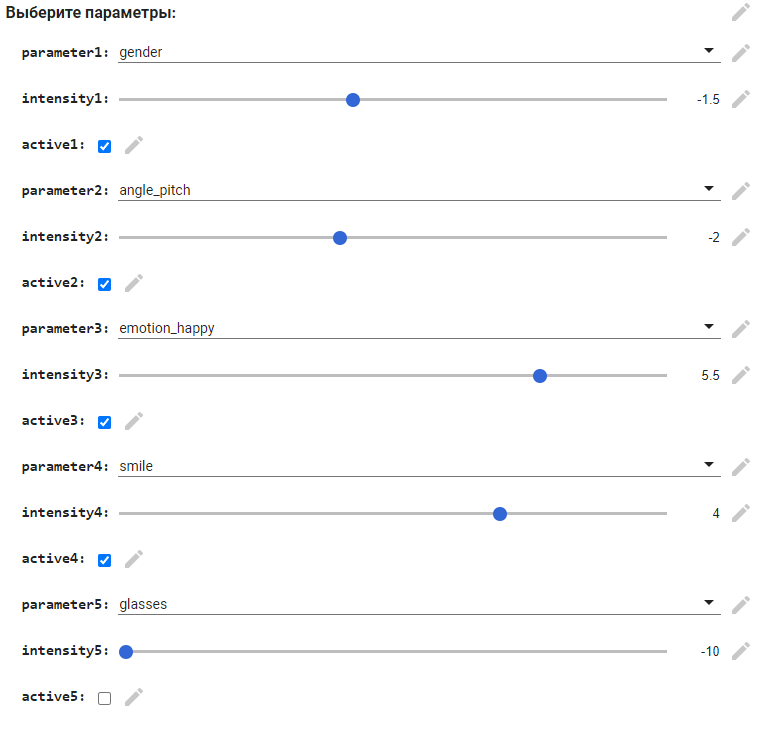 Выберите параметры:
parameter1: gender
intensity1: -1.5
active1:
parameter2: angle_pitch
intensity2: -2
active2:
parameter3: emotion_happy
intensity3: 5.5
active3:
parameter4: smile
intensity4: 4
active4:
parameter5: glasses
intensity5: -10
active5: